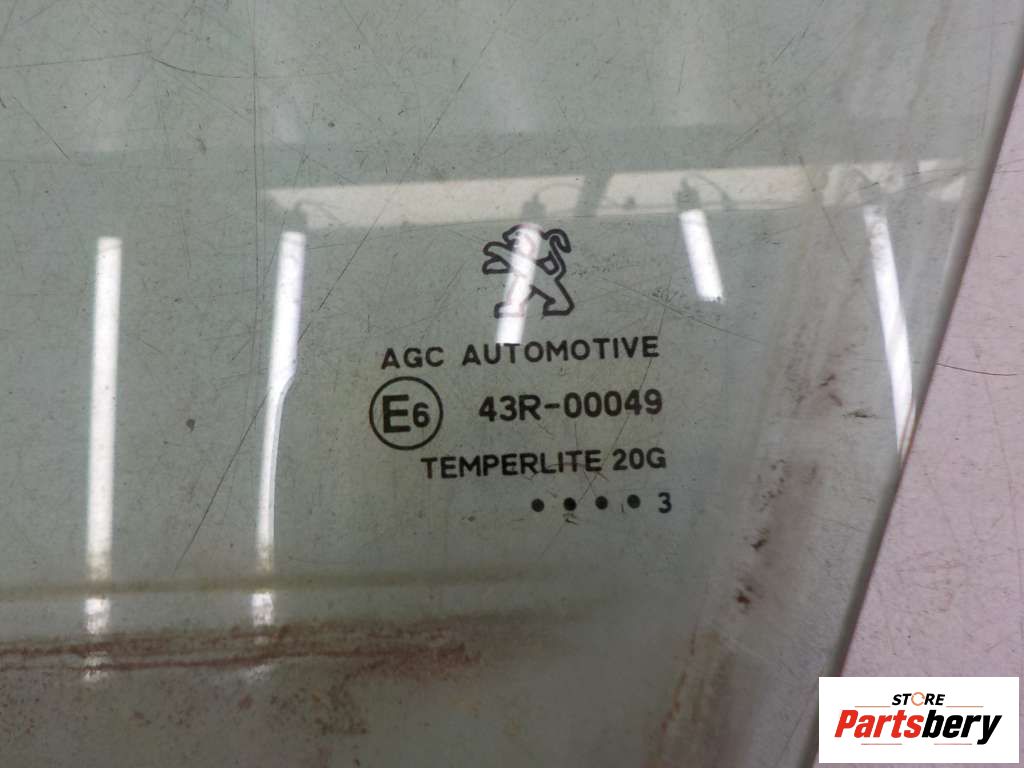 AGC AUTOMOTIVE
E6 43R-00049
TEMPERLITE 20G
• • • • 3
STORE
Partsbery